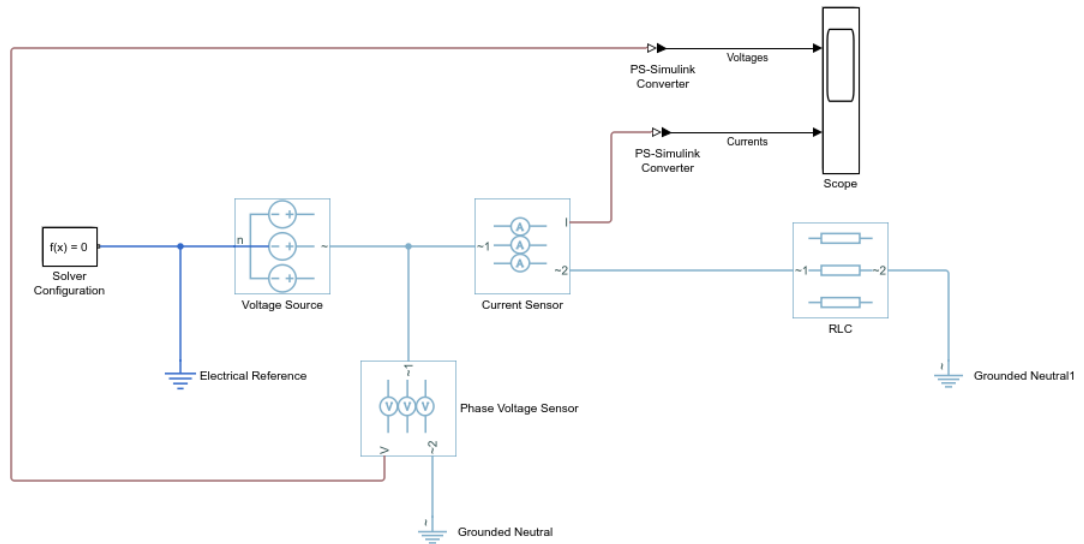 Voltages
PS-Simulink
Converter
Currents
PS-Simulink
Converter
Scope
f(x) = 0
Solver
Configuration
n
~
Voltage Source
~1
A
A
A
I
~2
Current Sensor
~1
~2
RLC
Electrical Reference
~
Grounded Neutral1
~1
V
V
V
V
~2
Phase Voltage Sensor
~
Grounded Neutral